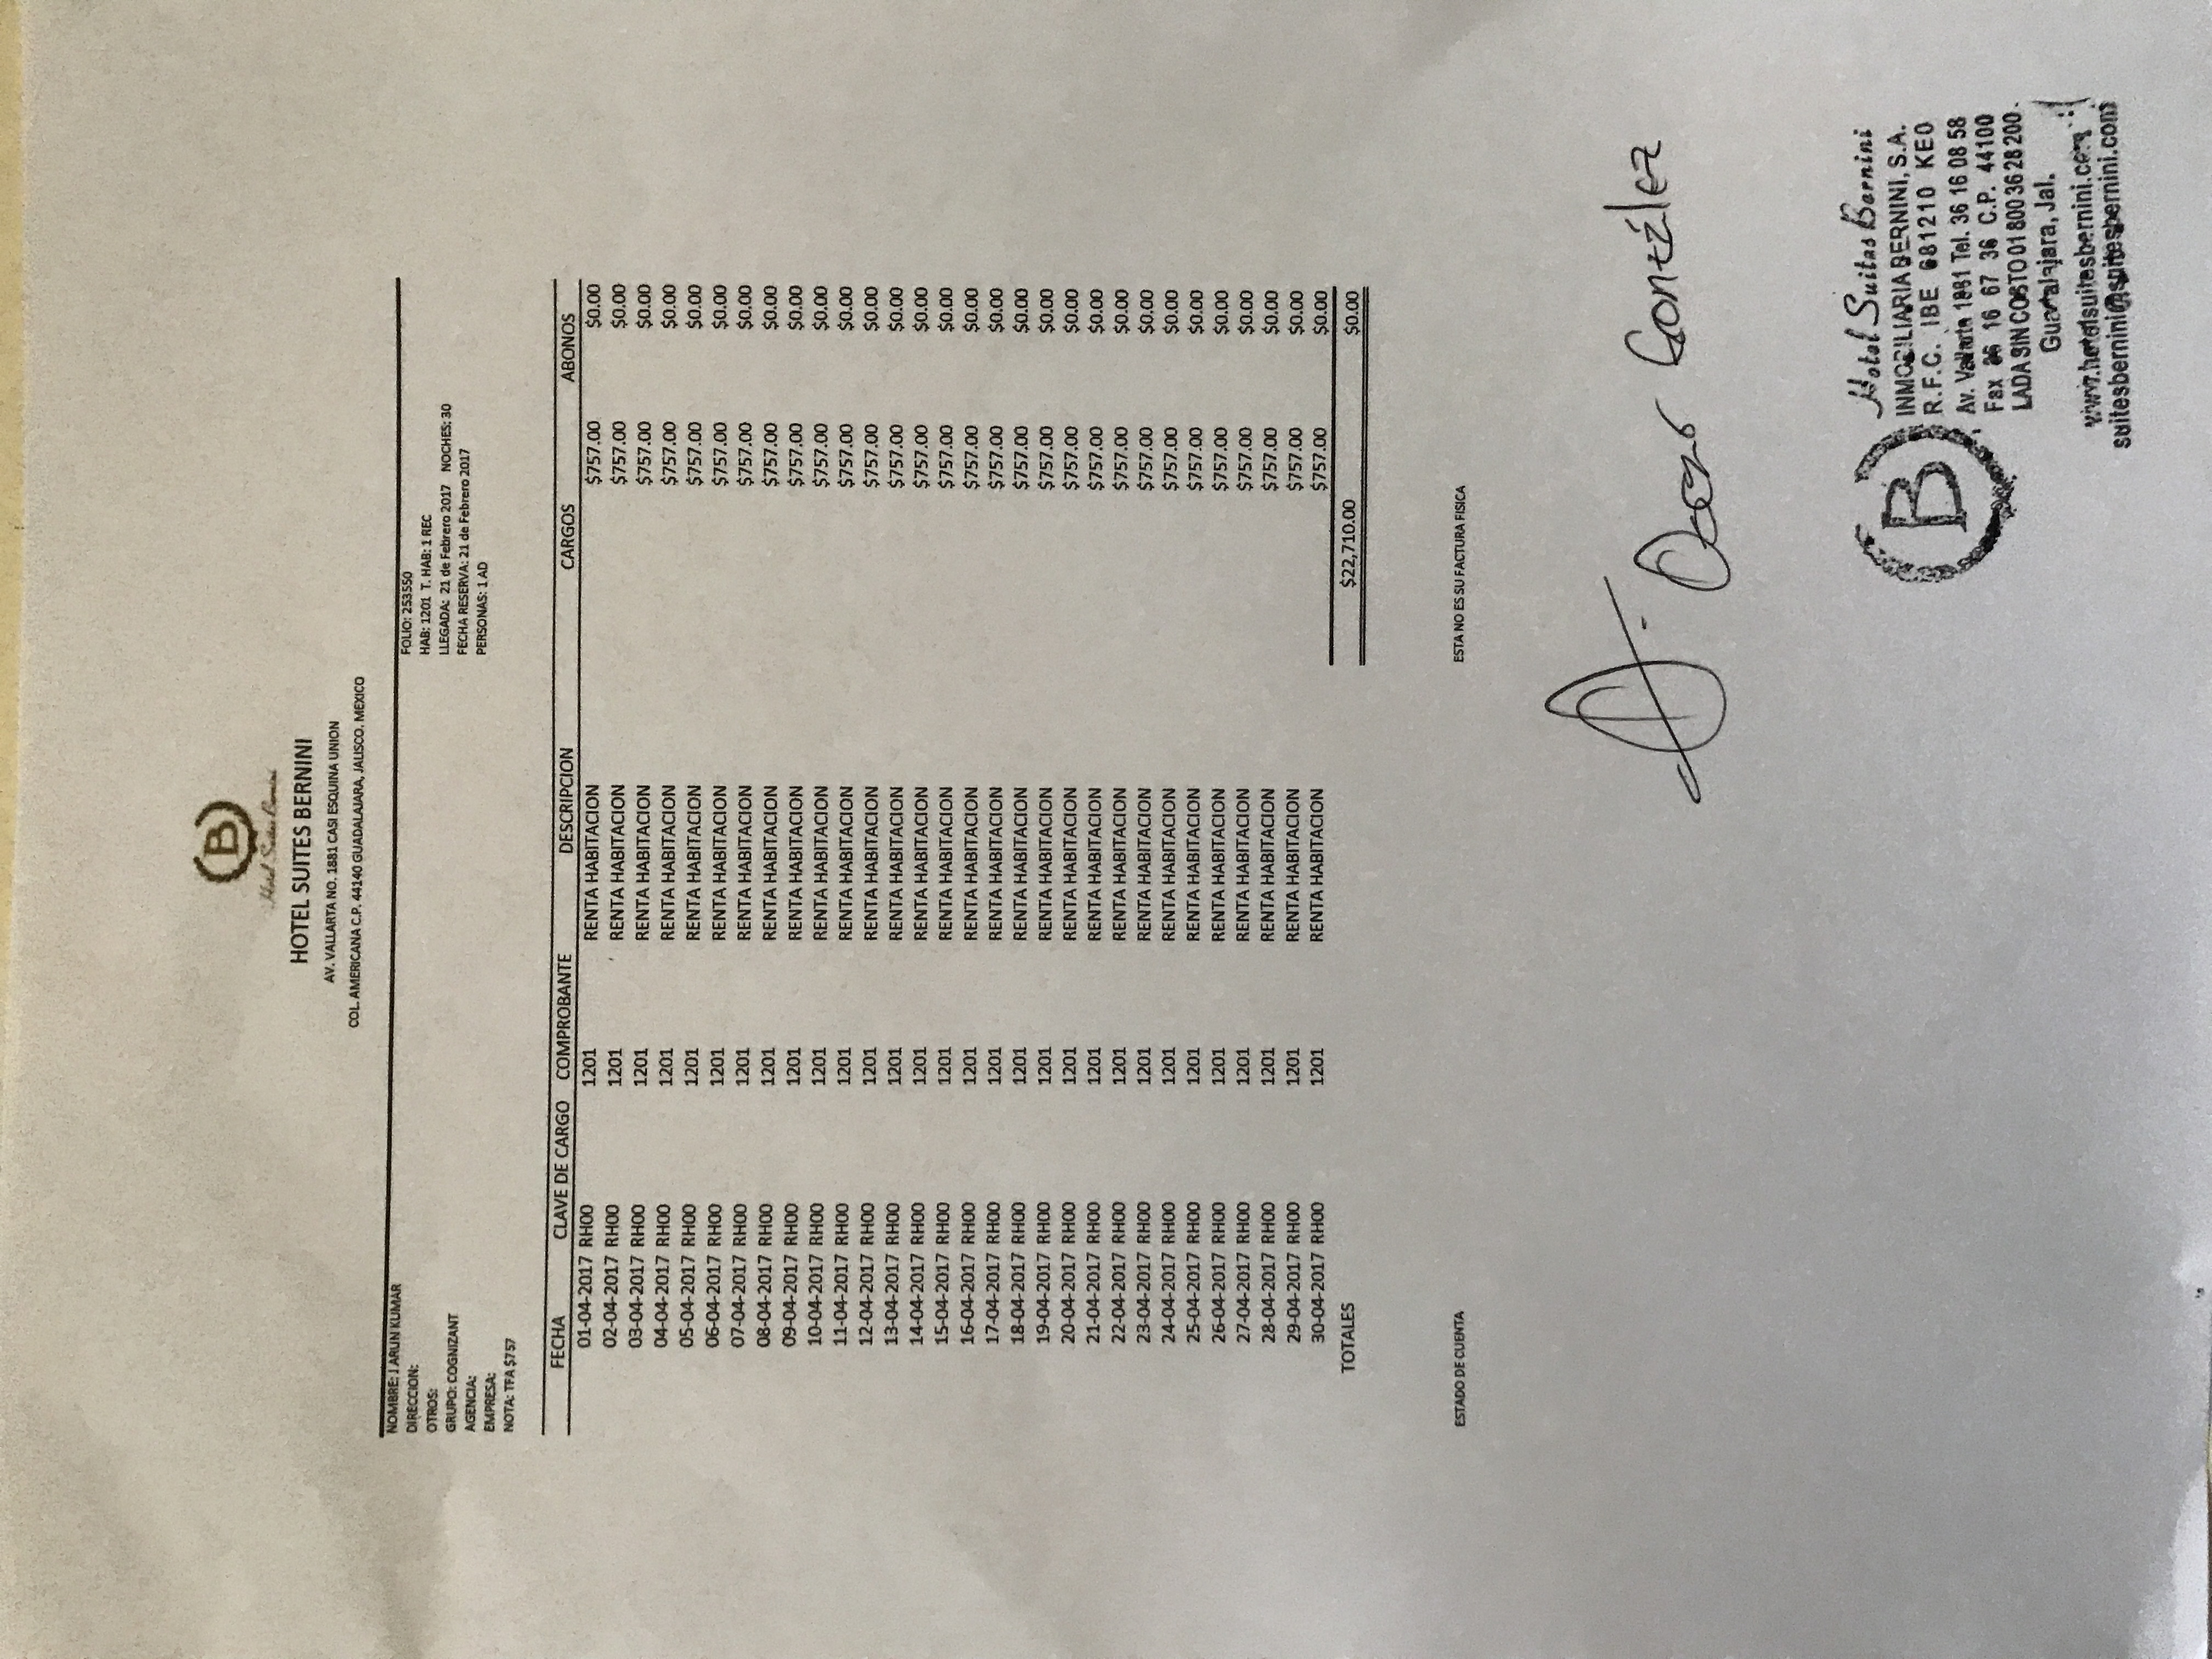 B
Hotel Suites Bernini
HOTEL SUITES BERNINI
AV. VALLARTA NO. 1881 CASI ESQUINA UNION
COL. AMERICANA C.P. 44140 GUADALAJARA, JALISCO. MEXICO
NOMBRE: J ARUN KUMAR FOLIO: 253550
DIRECCION: HAB: 1201 T. HAB: 1 REC
OTROS: LLEGADA: 21 de Febrero 2017 NOCHES: 30
GRUPO: COGNIZANT FECHA RESERVA: 21 de Febrero 2017
AGENCIA: PERSONAS: 1 AD
EMPRESA:
NOTA: TFA $757
FECHA CLAVE DE CARGO COMPROBANTE DESCRIPCION CARGOS ABONOS
01-04-2017 RH00 1201 RENTA HABITACION $757.00 $0.00
02-04-2017 RH00 1201 RENTA HABITACION $757.00 $0.00
03-04-2017 RH00 1201 RENTA HABITACION $757.00 $0.00
04-04-2017 RH00 1201 RENTA HABITACION $757.00 $0.00
05-04-2017 RH00 1201 RENTA HABITACION $757.00 $0.00
06-04-2017 RH00 1201 RENTA HABITACION $757.00 $0.00
07-04-2017 RH00 1201 RENTA HABITACION $757.00 $0.00
08-04-2017 RH00 1201 RENTA HABITACION $757.00 $0.00
09-04-2017 RH00 1201 RENTA HABITACION $757.00 $0.00
10-04-2017 RH00 1201 RENTA HABITACION $757.00 $0.00
11-04-2017 RH00 1201 RENTA HABITACION $757.00 $0.00
12-04-2017 RH00 1201 RENTA HABITACION $757.00 $0.00
13-04-2017 RH00 1201 RENTA HABITACION $757.00 $0.00
14-04-2017 RH00 1201 RENTA HABITACION $757.00 $0.00
15-04-2017 RH00 1201 RENTA HABITACION $757.00 $0.00
16-04-2017 RH00 1201 RENTA HABITACION $757.00 $0.00
17-04-2017 RH00 1201 RENTA HABITACION $757.00 $0.00
18-04-2017 RH00 1201 RENTA HABITACION $757.00 $0.00
19-04-2017 RH00 1201 RENTA HABITACION $757.00 $0.00
20-04-2017 RH00 1201 RENTA HABITACION $757.00 $0.00
21-04-2017 RH00 1201 RENTA HABITACION $757.00 $0.00
22-04-2017 RH00 1201 RENTA HABITACION $757.00 $0.00
23-04-2017 RH00 1201 RENTA HABITACION $757.00 $0.00
24-04-2017 RH00 1201 RENTA HABITACION $757.00 $0.00
25-04-2017 RH00 1201 RENTA HABITACION $757.00 $0.00
26-04-2017 RH00 1201 RENTA HABITACION $757.00 $0.00
27-04-2017 RH00 1201 RENTA HABITACION $757.00 $0.00
28-04-2017 RH00 1201 RENTA HABITACION $757.00 $0.00
29-04-2017 RH00 1201 RENTA HABITACION $757.00 $0.00
30-04-2017 RH00 1201 RENTA HABITACION $757.00 $0.00
TOTALES $22,710.00 $0.00
ESTADO DE CUENTA ESTA NO ES SU FACTURA FISICA
Oscar González
B
Hotel Suites Bernini
INMOBILIARIA BERNINI, S.A.
R.F.C. IBE 681210 KE0
Av. Vallarta 1881 Tel. 36 16 08 58
Fax 36 16 67 36 C.P. 44100
LADA SIN COSTO 01 800 36 28 200
Guadalajara, Jal.
www.hotelsuitesbernini.com
suitesbernini@suitesbernini.com